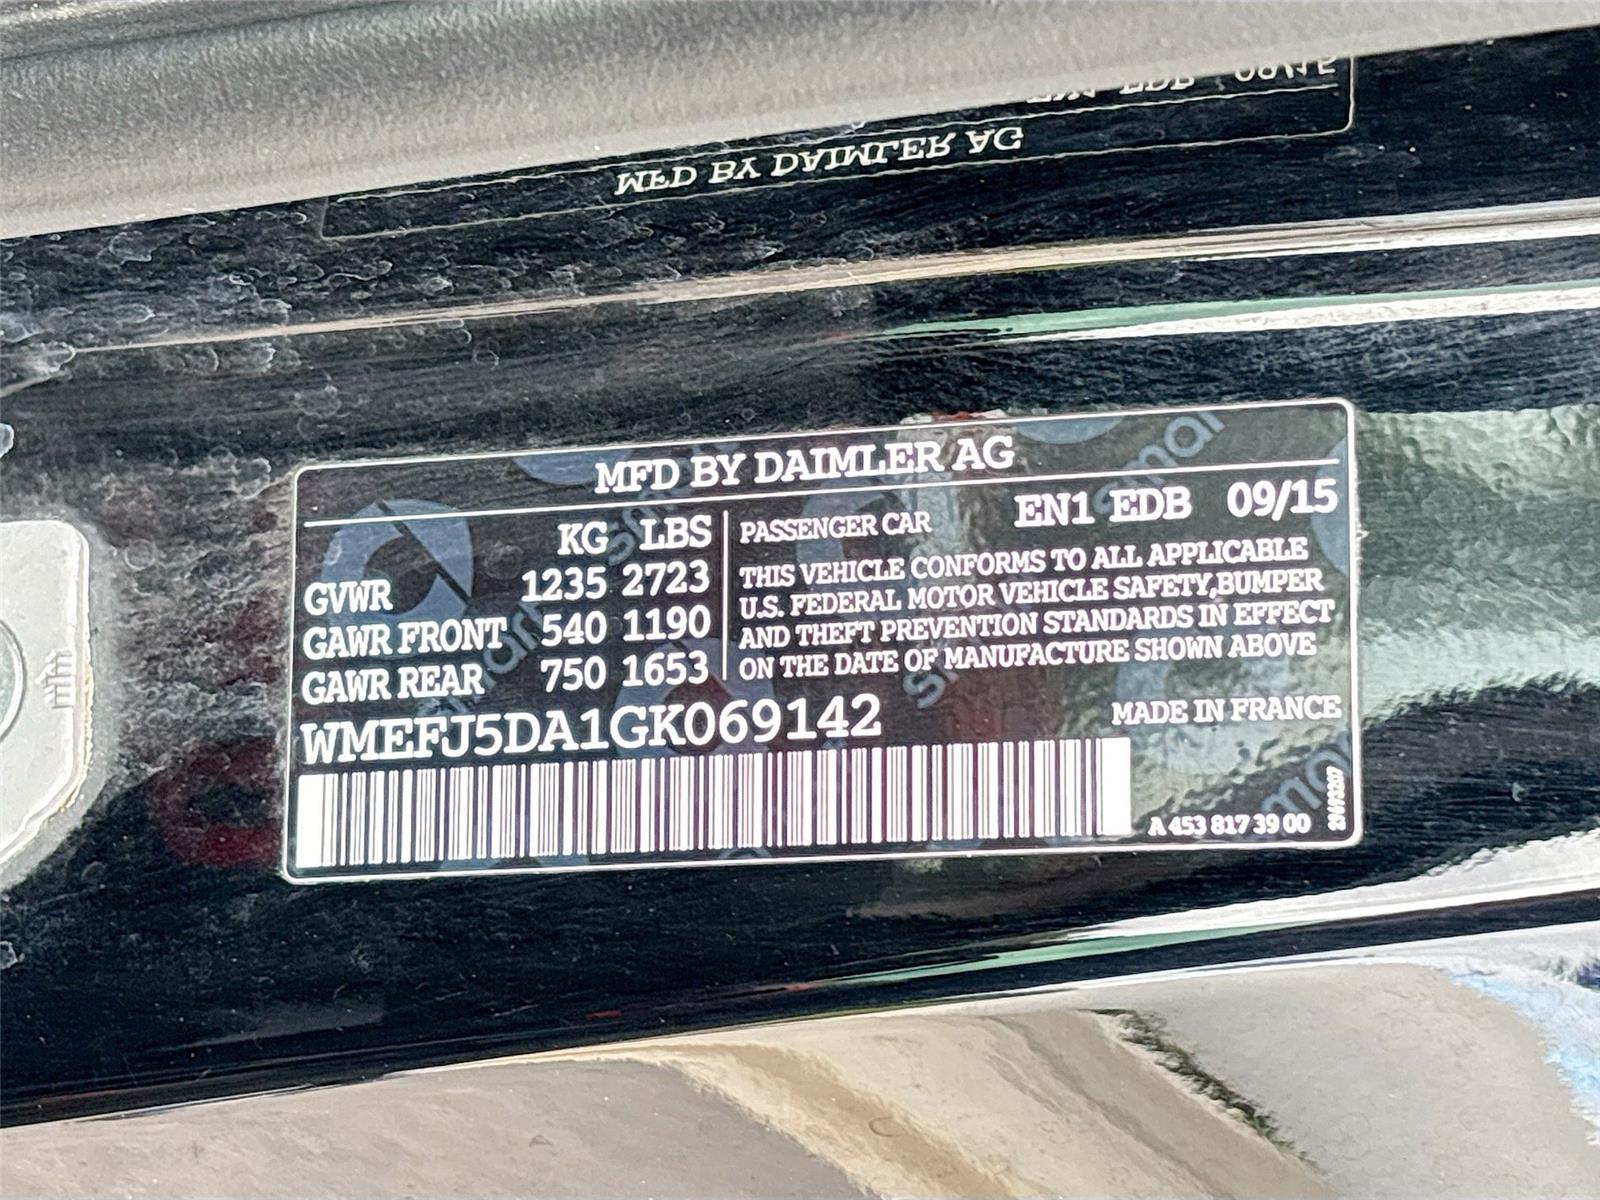 MFD BY DAIMLER AG
MFD BY DAIMLER AG
KG LBS
GVWR 1235 2723
GAWR FRONT 540 1190
GAWR REAR 750 1653
PASSENGER CAR EN1 EDB 09/15
THIS VEHICLE CONFORMS TO ALL APPLICABLE
U.S. FEDERAL MOTOR VEHICLE SAFETY,BUMPER
AND THEFT PREVENTION STANDARDS IN EFFECT
ON THE DATE OF MANUFACTURE SHOWN ABOVE
WMEFJ5DA1GK069142
MADE IN FRANCE
A 453 817 39 00